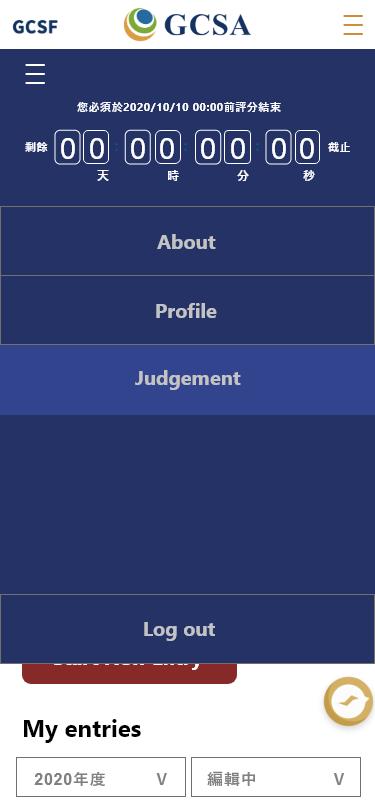 GCSF
GCSA
您必須於2020/10/10 00:00前評分結束
剩餘 00 : 00 : 00 : 00 截止
天 時 分 秒
About
Profile
Judgement
Log out
My entries
2020年度 V 編輯中 V